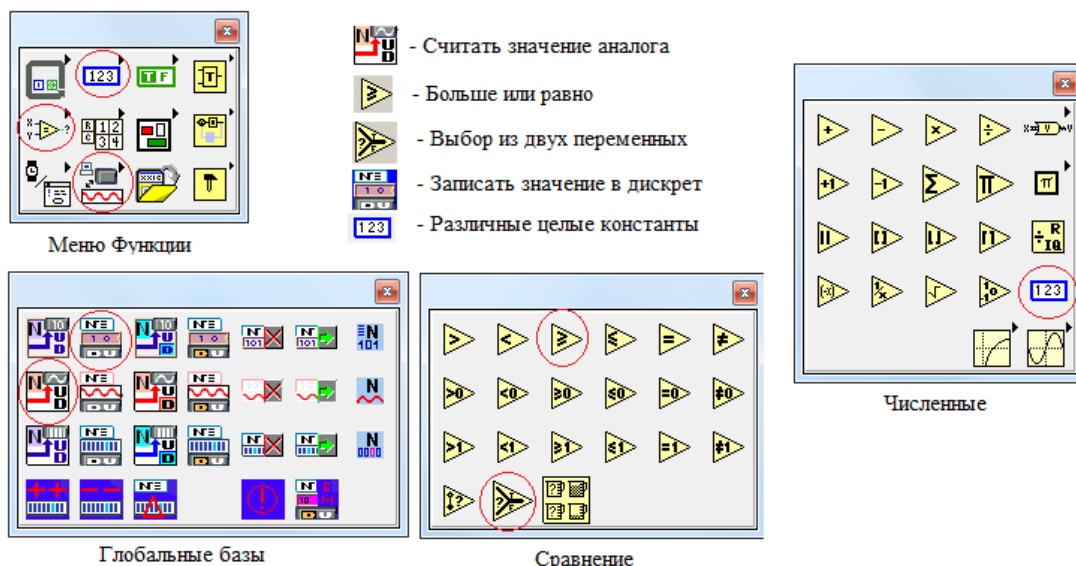 - Считать значение аналога
- Больше или равно
- Выбор из двух переменных
- Записать значение в дискрет
123 - Различные целые константы
Меню Функции
Глобальные базы
Сравнение
Численные